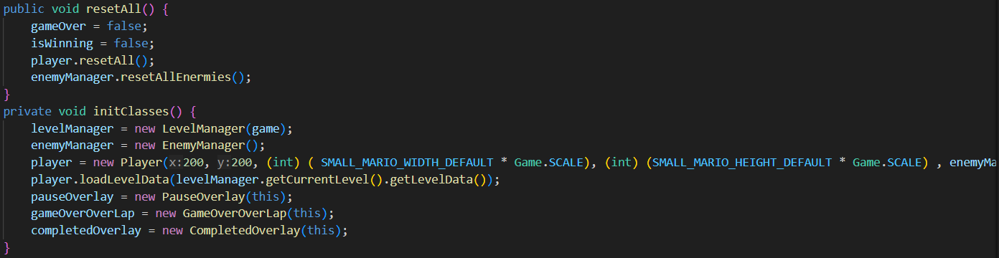 public void resetAll() {
    gameOver = false;
    isWinning = false;
    player.resetAll();
    enemyManager.resetAllEnermies();
}
private void initClasses() {
    levelManager = new LevelManager(game);
    enemyManager = new EnemyManager();
    player = new Player(x:200, y:200, (int) ( SMALL_MARIO_WIDTH_DEFAULT * Game.SCALE), (int) (SMALL_MARIO_HEIGHT_DEFAULT * Game.SCALE) , enemyMa
    player.loadLevelData(levelManager.getCurrentLevel().getLevelData());
    pauseOverlay = new PauseOverlay(this);
    gameOverOverLap = new GameOverOverLap(this);
    completedOverlay = new CompletedOverlay(this);
}